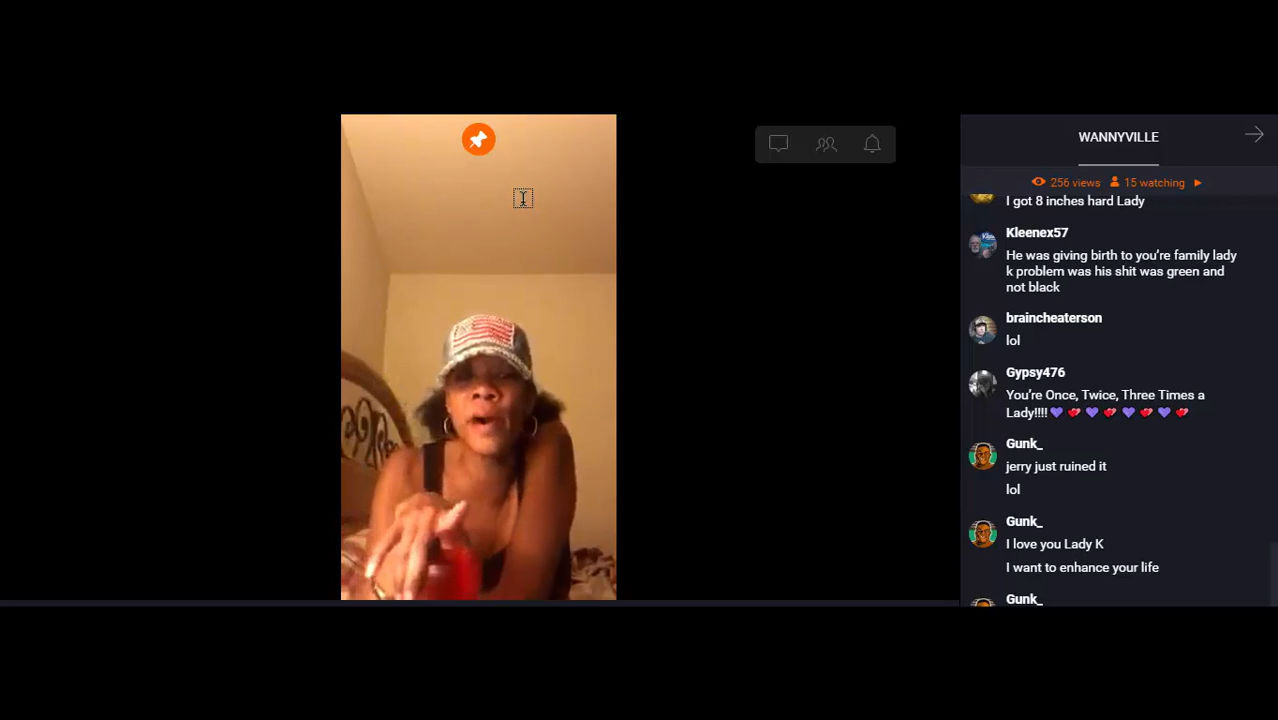 WANNYVILLE
256 views 15 watching
I got 8 inches hard Lady
Kleenex57
He was giving birth to you're family lady
k problem was his shit was green and
not black
braincheaterson
lol
Gypsy476
You're Once, Twice, Three Times a
Lady!!!!💜💕💜💕💜💕💜💕
Gunk_
jerry just ruined it
lol
Gunk_
I love you Lady K
I want to enhance your life
Gunk_